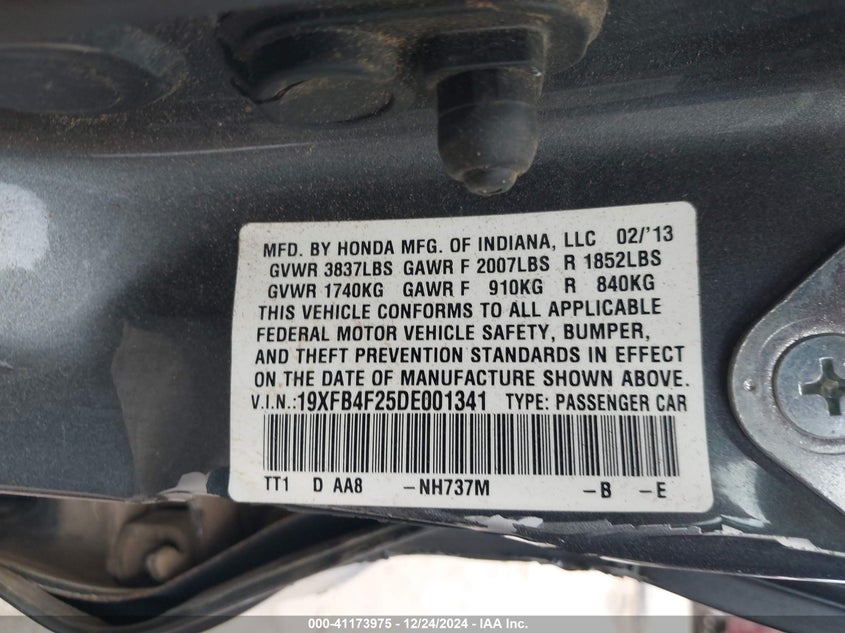 MFD. BY HONDA MFG. OF INDIANA, LLC 02/'13
GVWR 3837LBS GAWR F 2007LBS R 1852LBS
GVWR 1740KG GAWR F 910KG R 840KG
THIS VEHICLE CONFORMS TO ALL APPLICABLE
FEDERAL MOTOR VEHICLE SAFETY, BUMPER,
AND THEFT PREVENTION STANDARDS IN EFFECT
ON THE DATE OF MANUFACTURE SHOWN ABOVE.
V.I.N.:19XFB4F25DE001341 TYPE: PASSENGER CAR
TT1 D AA8 -NH737M -B -E
000-41173975 - 12/24/2024 - IAA Inc.